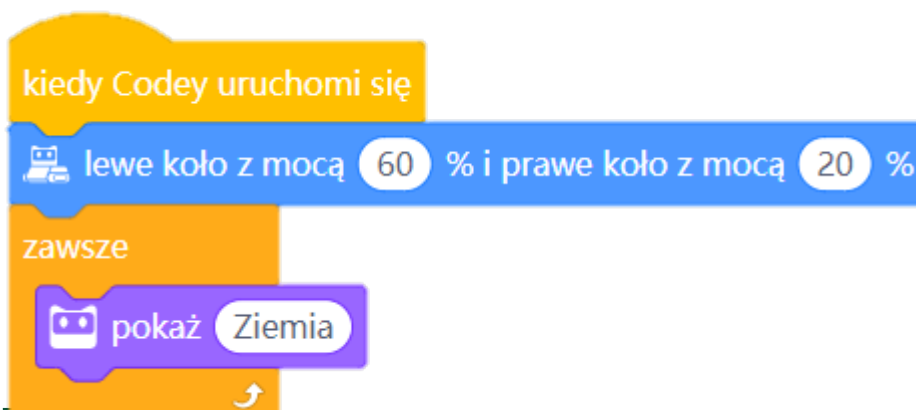 kiedy Codey uruchomi się
lewe koło z mocą 60 % i prawe koło z mocą 20 %
zawsze
pokaż Ziemia